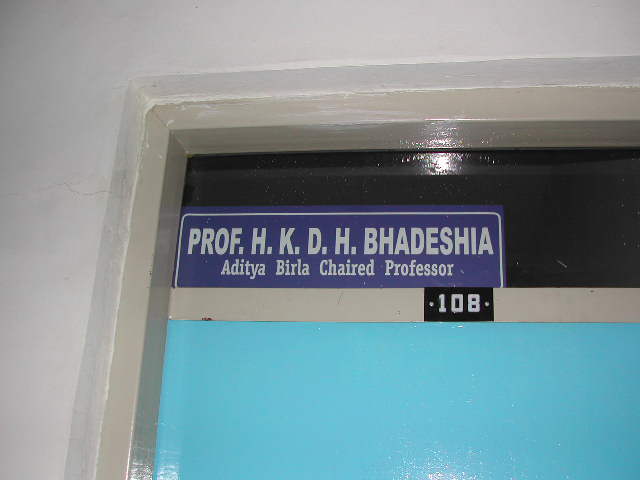 PROF. H. K. D. H. BHADESHIA
Aditya Birla Chaired Professor
·108·